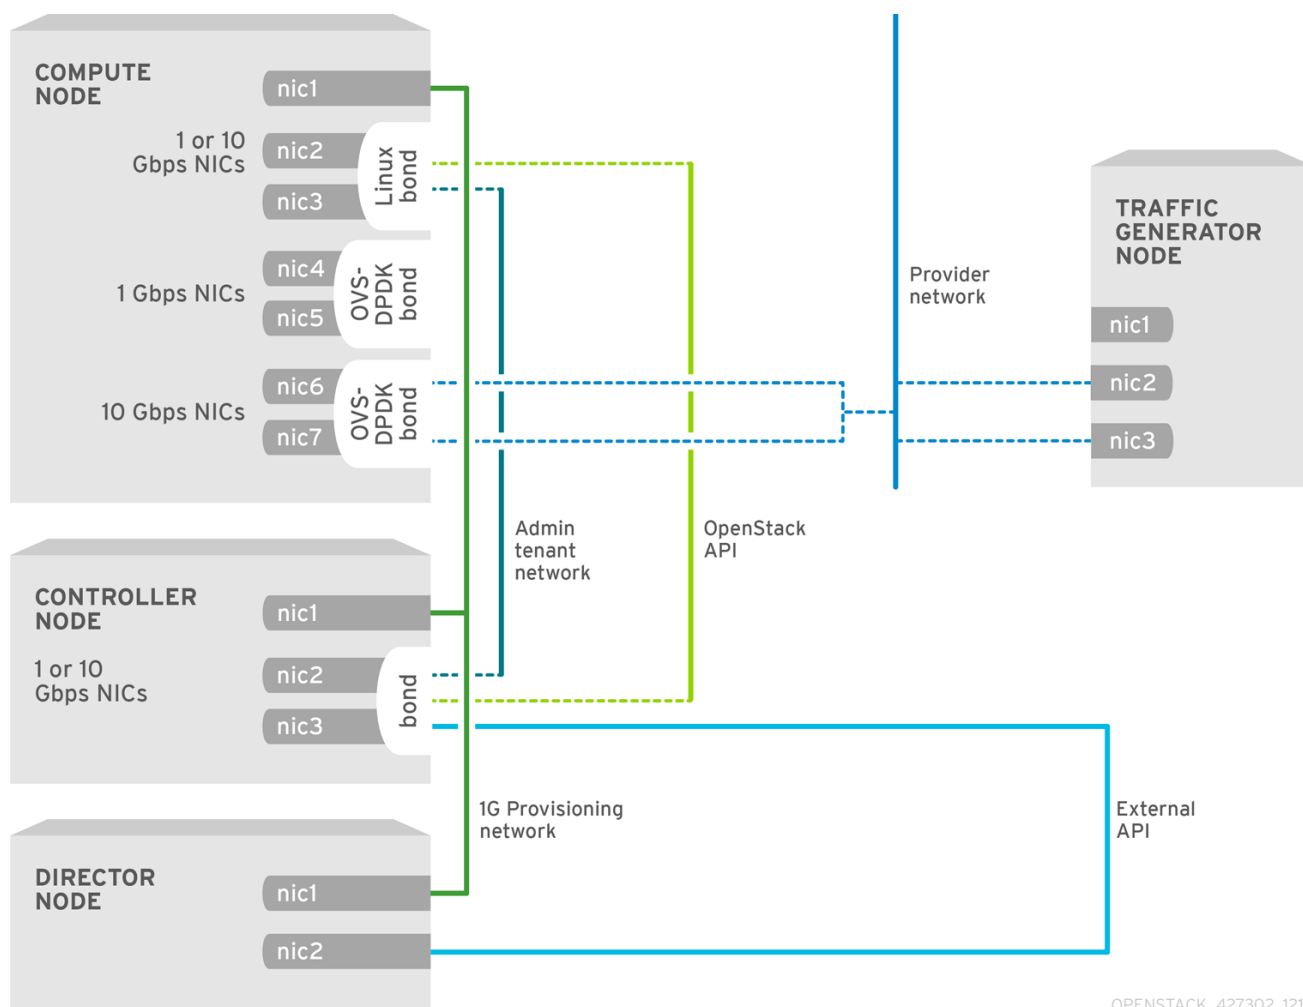 COMPUTE
NODE
nic1
1 or 10
Gbps NICs
nic2
nic3
Linux
bond
1 Gbps NICs
nic4
nic5
OVS-
DPDK
bond
10 Gbps NICs
nic6
nic7
OVS-
DPDK
bond
Provider
network
TRAFFIC
GENERATOR
NODE
nic1
nic2
nic3
Admin
tenant
network
OpenStack
API
CONTROLLER
NODE
nic1
1 or 10
Gbps NICs
nic2
nic3
bond
1G Provisioning
network
External
API
DIRECTOR
NODE
nic1
nic2
OPENSTACK_427302_121